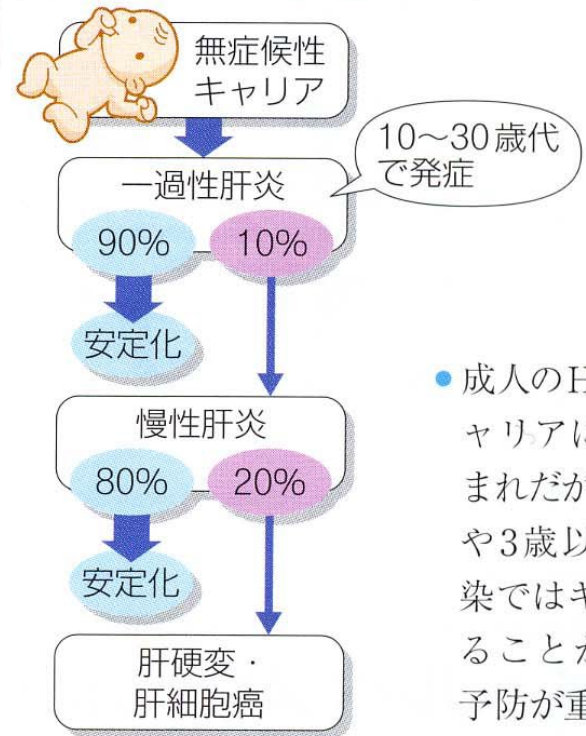 無症候性
キャリア
10〜30歳代
で発症
一過性肝炎
90%
10%
安定化
慢性肝炎
80%
20%
安定化
肝硬変・
肝細胞癌
● 成人のH
ャリアに
まれだか
や3歳以
染ではキ
ることが
予防が重